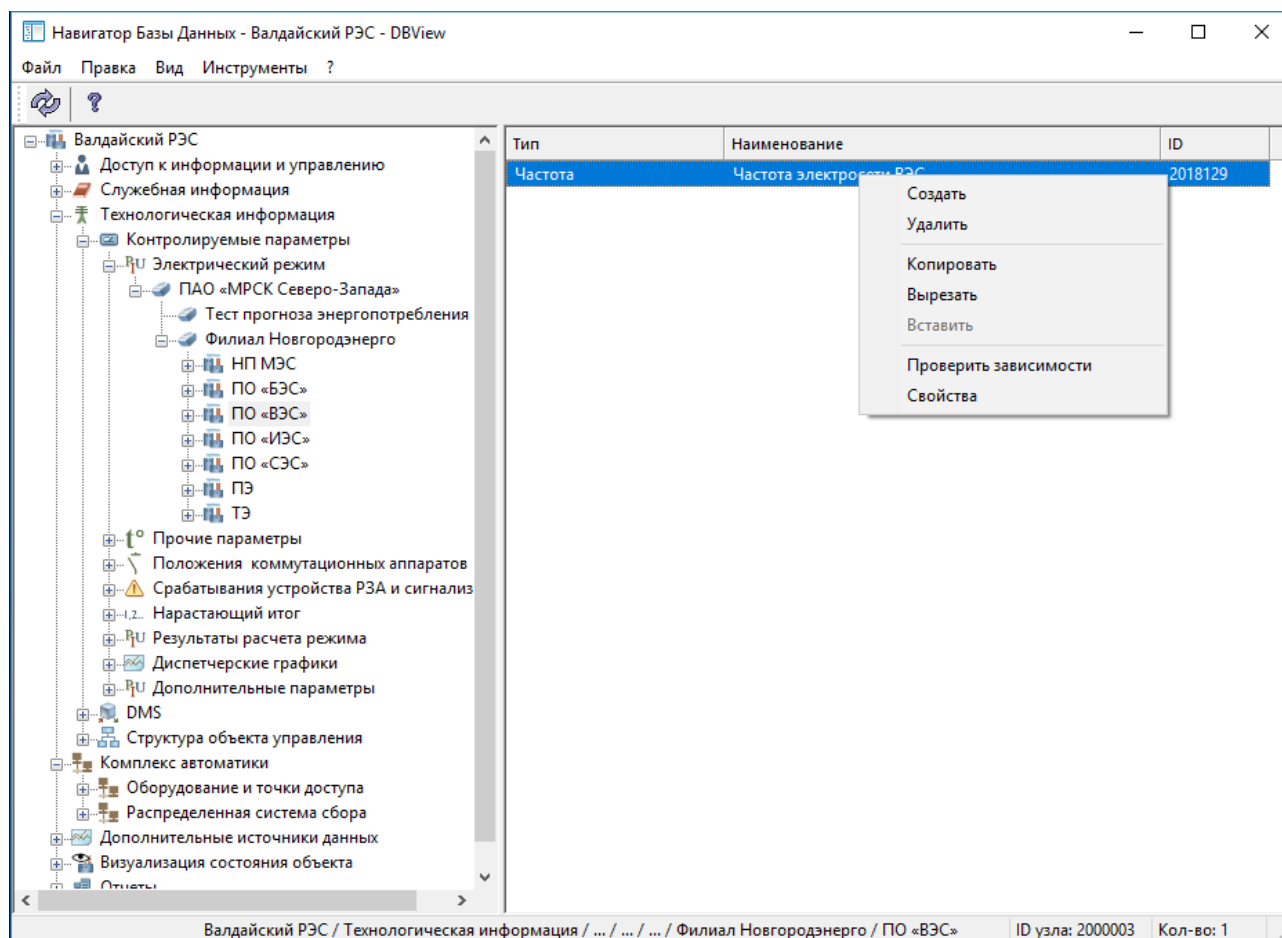 Навигатор Базы Данных - Валдайский РЭС - DBView
Файл Правка Вид Инструменты ?
Валдайский РЭС
Доступ к информации и управлению
Служебная информация
Технологическая информация
Контролируемые параметры
Электрический режим
ПАО «МРСК Северо-Запада»
Тест прогноза энергопотребления
Филиал Новгородэнерго
НП МЭС
ПО «БЭС»
ПО «ВЭС»
ПО «ИЭС»
ПО «СЭС»
ПЭ
ТЭ
Прочие параметры
Положения коммутационных аппаратов
Срабатывания устройства РЗА и сигнализ
1,2.. Нарастающий итог
Результаты расчета режима
Диспетчерские графики
Дополнительные параметры
DMS
Структура объекта управления
Комплекс автоматики
Оборудование и точки доступа
Распределенная система сбора
Дополнительные источники данных
Визуализация состояния объекта
Отчеты
Тип Наименование ID
Частота Частота электросети РЭС 2018129
Создать
Удалить
Копировать
Вырезать
Вставить
Проверить зависимости
Свойства
Валдайский РЭС / Технологическая информация / ... / ... / ... / Филиал Новгородэнерго / ПО «ВЭС» ID узла: 2000003 Кол-во: 1